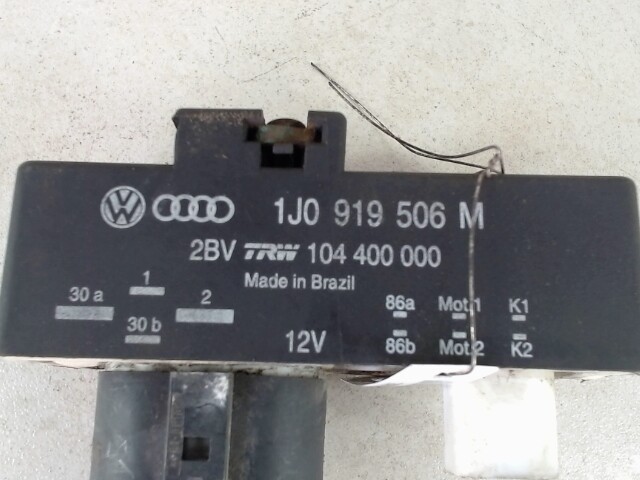 1J0 919 506 M
2BV TRW 104 400 000
Made in Brazil
1
30 a
2
30 b
12V
86a Mot 1 K1
86b Mot 2 K2